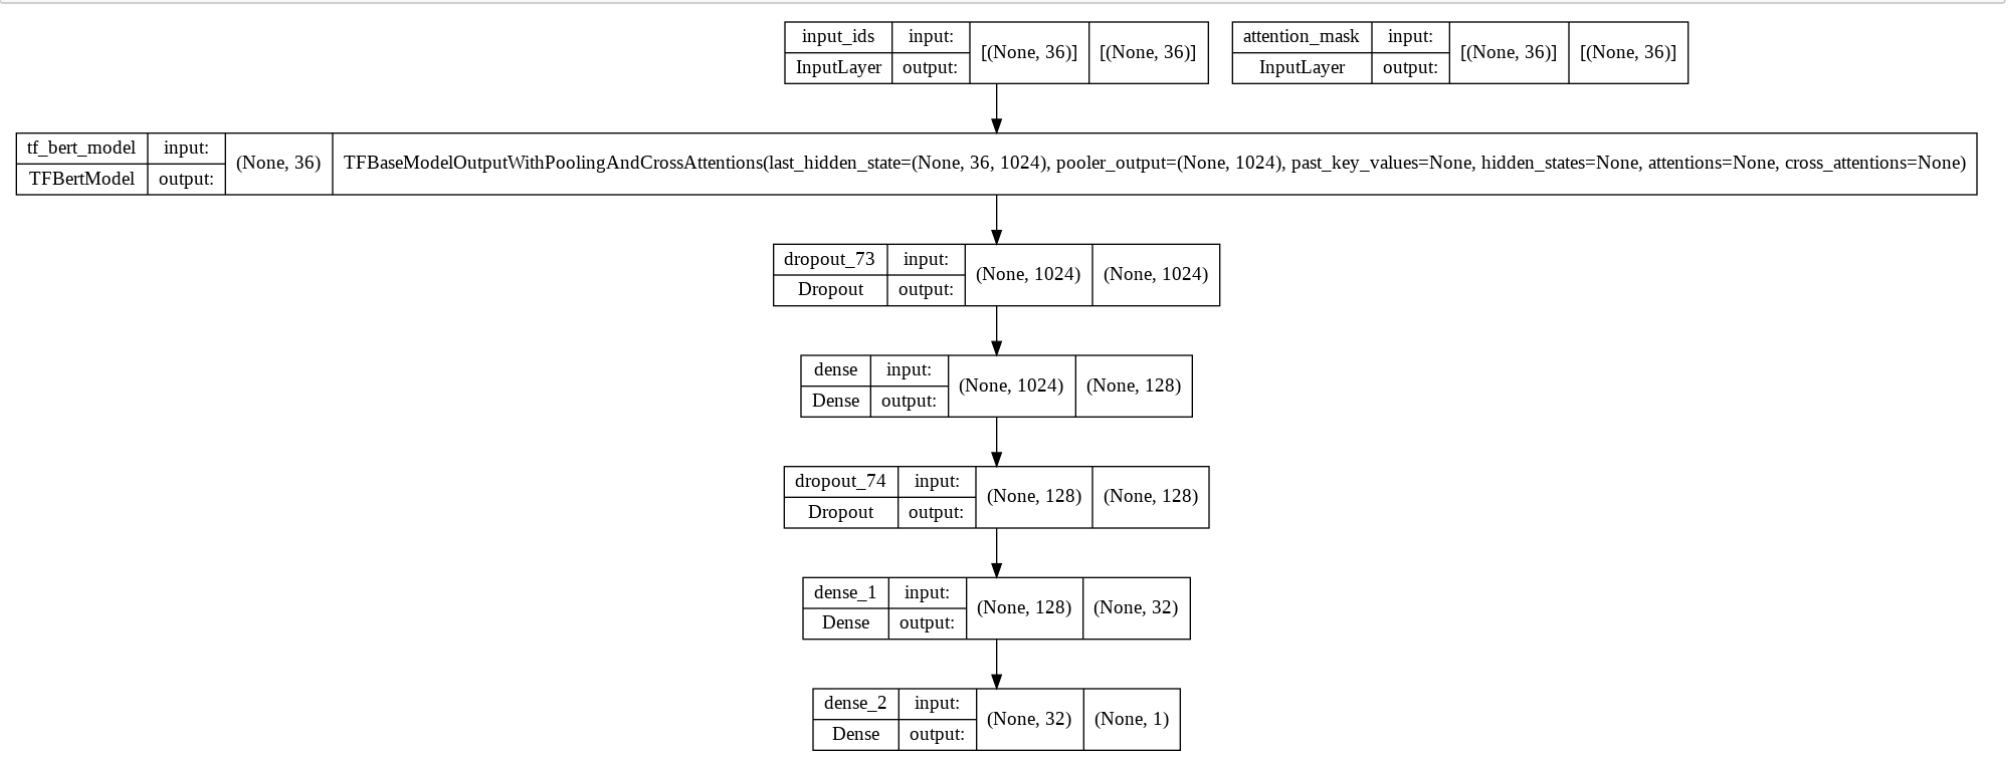 input_ids input: [(None, 36)] [(None, 36)]
InputLayer output:
attention_mask input: [(None, 36)] [(None, 36)]
InputLayer output:
tf_bert_model input: (None, 36) TFBaseModelOutputWithPoolingAndCrossAttentions(last_hidden_state=(None, 36, 1024), pooler_output=(None, 1024), past_key_values=None, hidden_states=None, attentions=None, cross_attentions=None)
TFBertModel output:
dropout_73 input: (None, 1024) (None, 1024)
Dropout output:
dense input: (None, 1024) (None, 128)
Dense output:
dropout_74 input: (None, 128) (None, 128)
Dropout output:
dense_1 input: (None, 128) (None, 32)
Dense output:
dense_2 input: (None, 32) (None, 1)
Dense output: